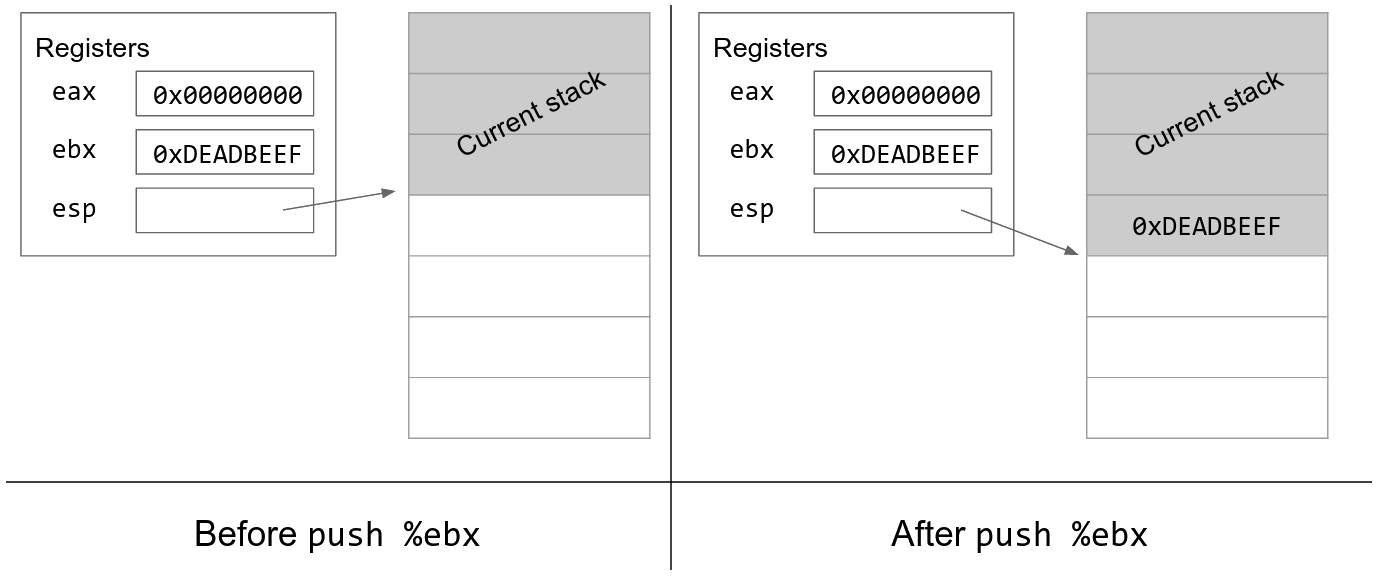 Registers
eax 0x00000000
ebx 0xDEADBEEF
esp
Current stack
Before push %ebx
Registers
eax 0x00000000
ebx 0xDEADBEEF
esp
Current stack
0xDEADBEEF
After push %ebx